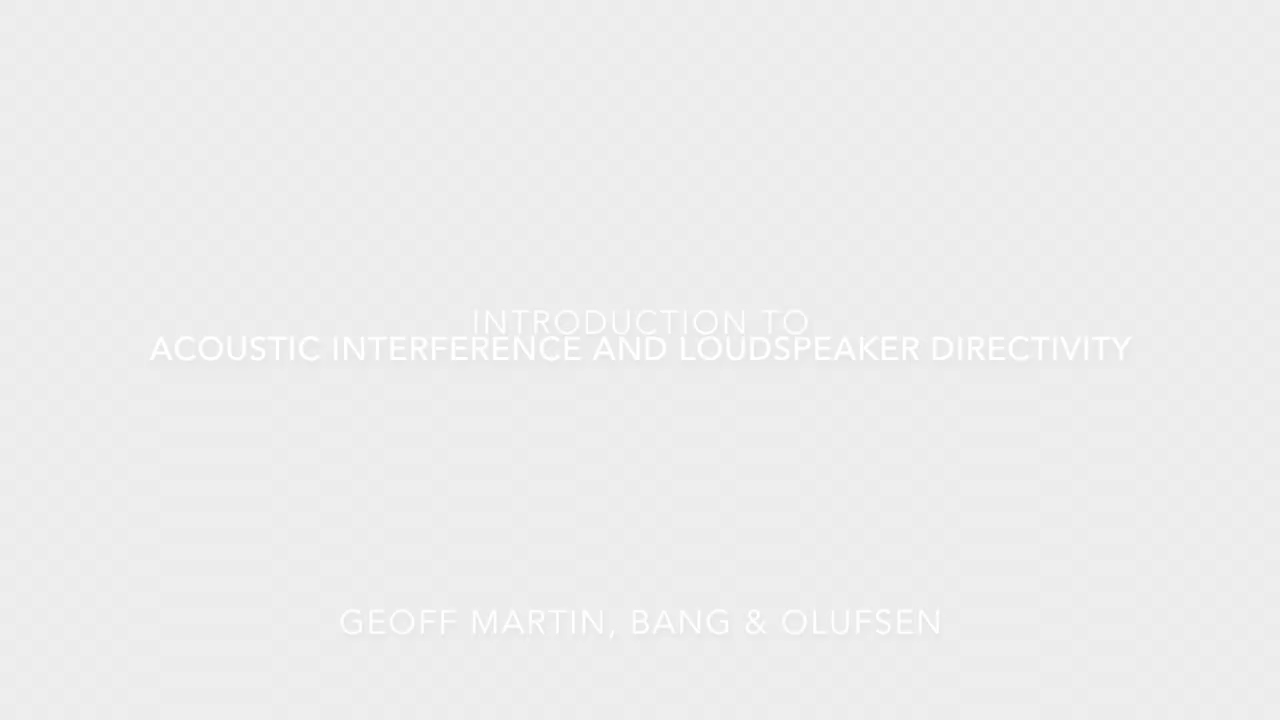 INTRODUCTION TO
ACOUSTIC INTERFERENCE AND LOUDSPEAKER DIRECTIVITY
GEOFF MARTIN, BANG & OLUFSEN